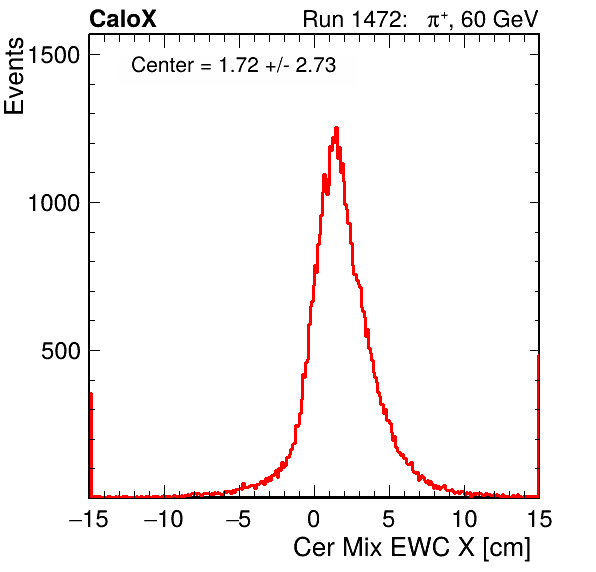 CaloX
Run 1472: π⁺, 60 GeV
Events
Center = 1.72 +/- 2.73
1500
1000
500
−15 −10 −5 0 5 10 15
Cer Mix EWC X [cm]